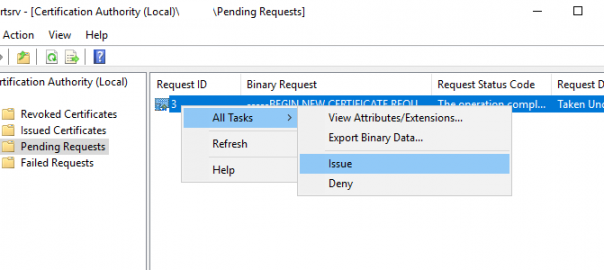 rtsrv - [Certification Authority (Local)\ \Pending Requests]
Action View Help
ertification Authority (Local)
Revoked Certificates
Issued Certificates
Pending Requests
Failed Requests
Request ID Binary Request Request Status Code Request D
3 -----BEGIN NEW CERTIFICATE REQU... The operation compl... Taken Und
All Tasks
Refresh
Help
View Attributes/Extensions...
Export Binary Data...
Issue
Deny